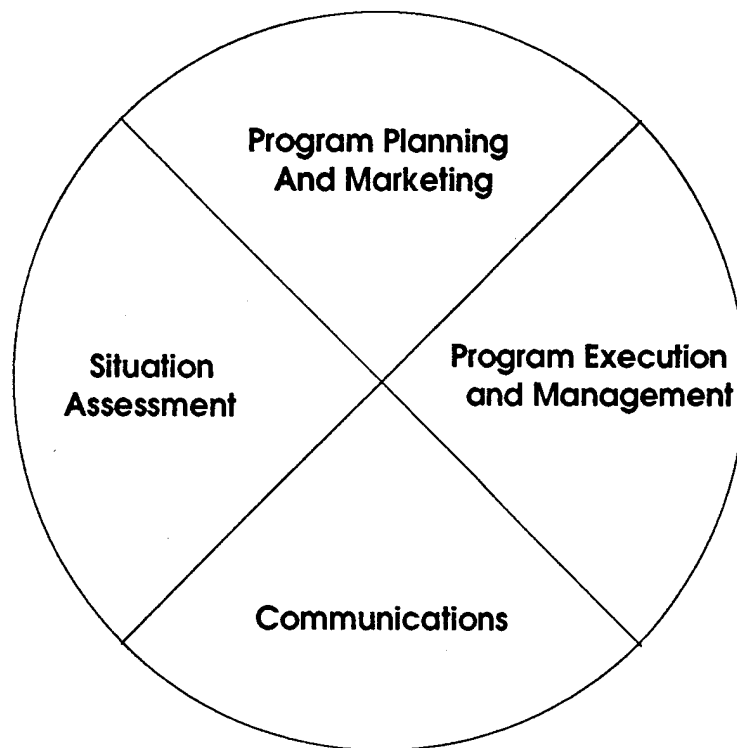 Program Planning
And Marketing
Situation
Assessment
Program Execution
and Management
Communications